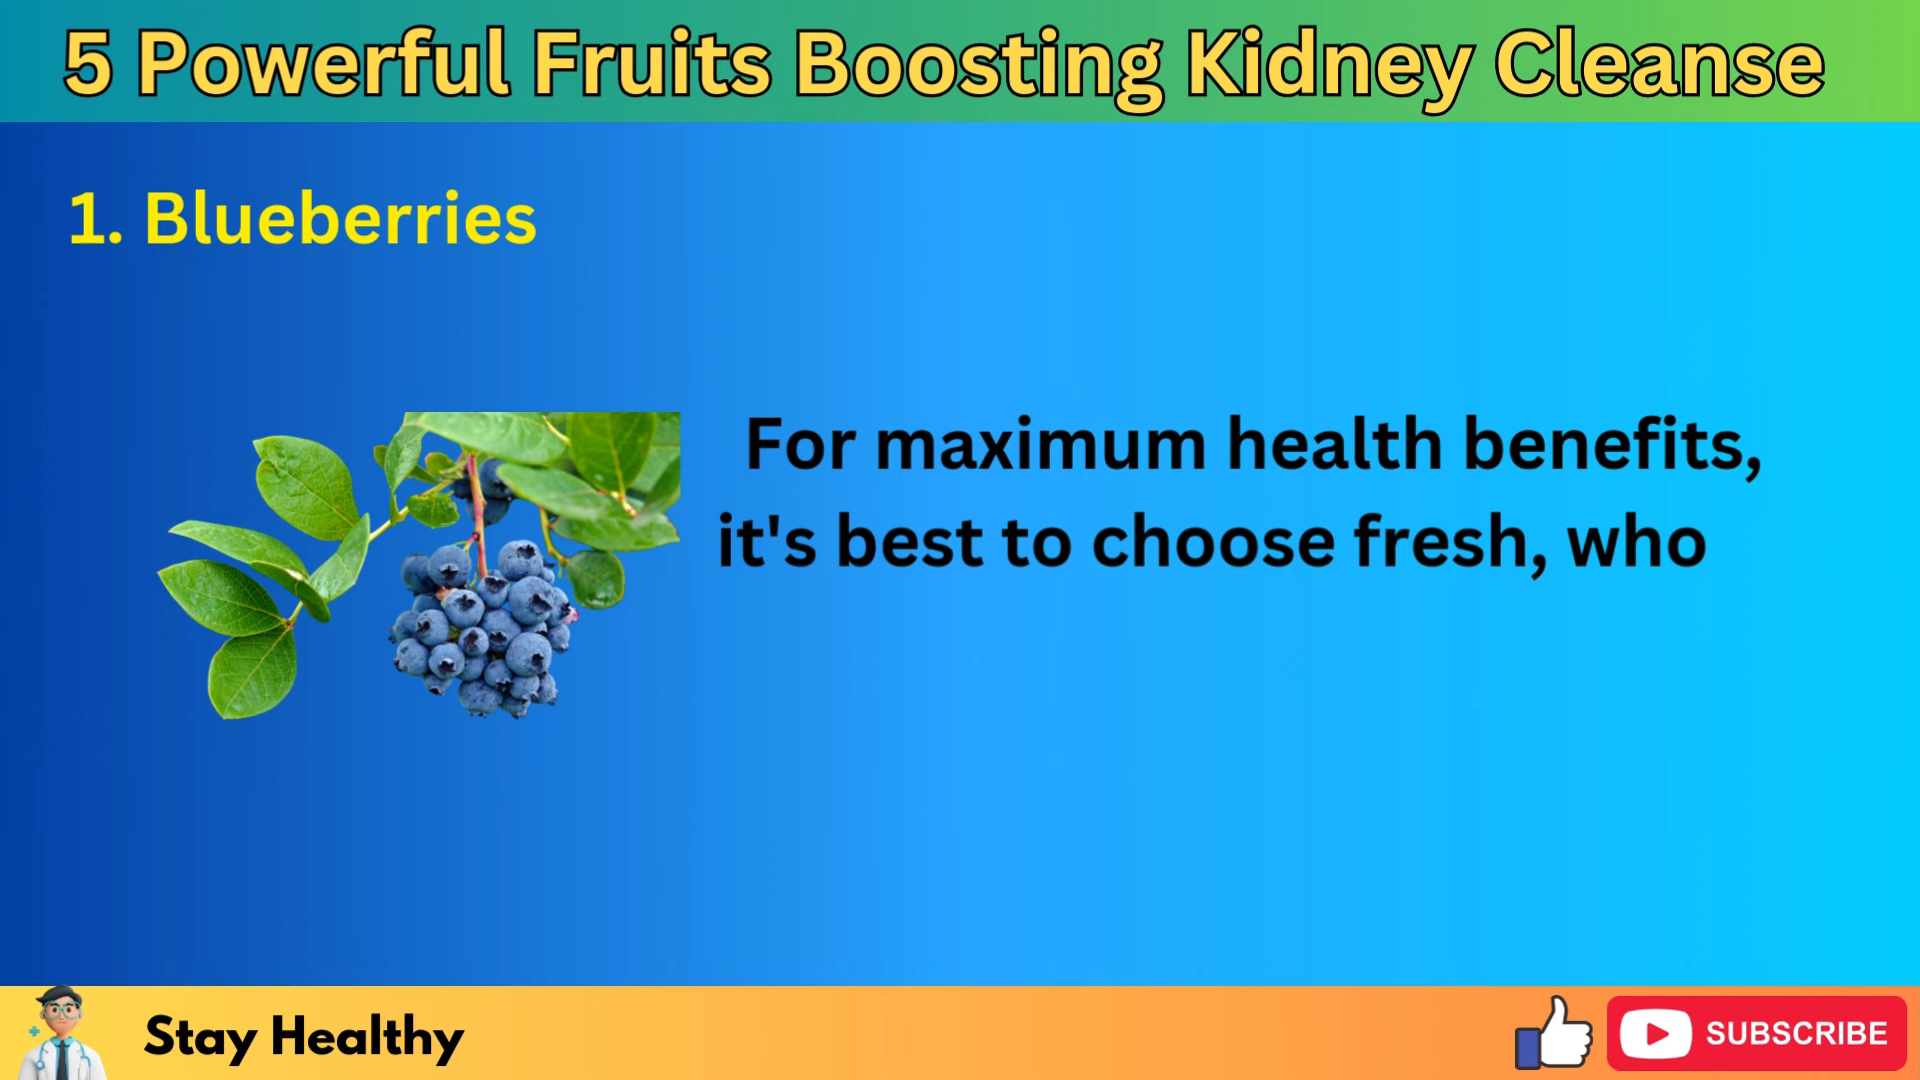 5 Powerful Fruits Boosting Kidney Cleanse
1. Blueberries
For maximum health benefits,
it's best to choose fresh, who
Stay Healthy
SUBSCRIBE